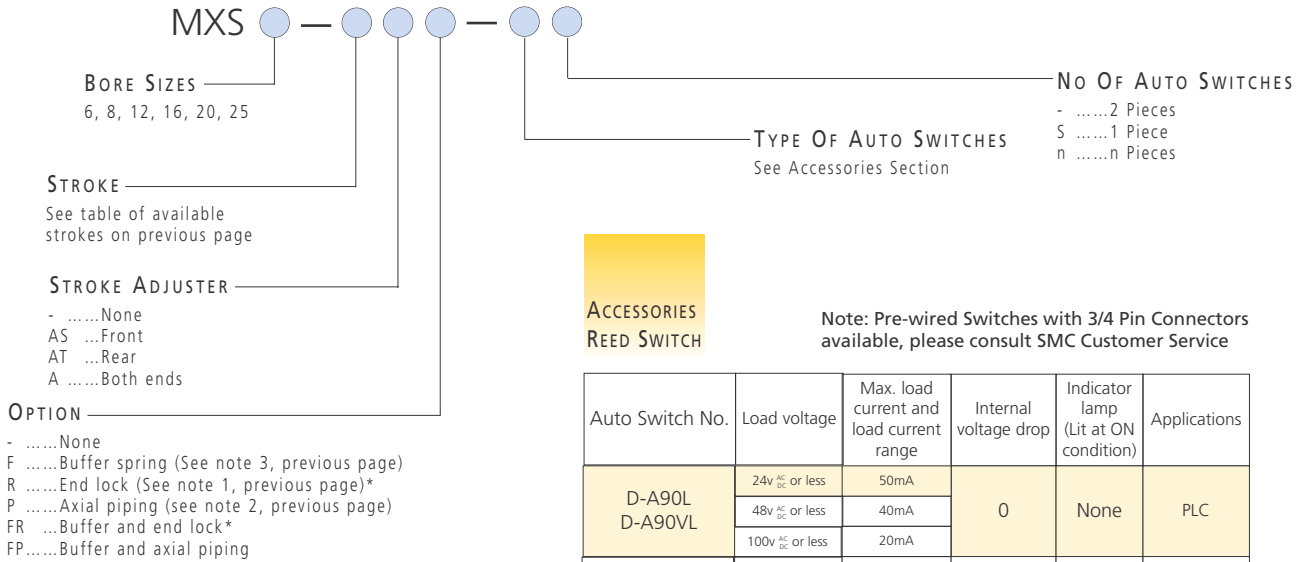 MXS — —
BORE SIZES
6, 8, 12, 16, 20, 25
STROKE
See table of available
strokes on previous page
STROKE ADJUSTER
- ......None
AS ...Front
AT ...Rear
A ......Both ends
OPTION
- ......None
F ......Buffer spring (See note 3, previous page)
R ......End lock (See note 1, previous page)*
P ......Axial piping (see note 2, previous page)
FR ...Buffer and end lock*
FP......Buffer and axial piping
TYPE OF AUTO SWITCHES
See Accessories Section
NO OF AUTO SWITCHES
- ......2 Pieces
S ......1 Piece
n ......n Pieces
ACCESSORIES
REED SWITCH
Note: Pre-wired Switches with 3/4 Pin Connectors
available, please consult SMC Customer Service
Auto Switch No.
Load voltage
Max. load
current and
load current
range
Internal
voltage drop
Indicator
lamp
(Lit at ON
condition)
Applications
D-A90L
D-A90VL
24v AC DC or less
50mA
48v AC DC or less
40mA
100v AC DC or less
20mA
0
None
PLC